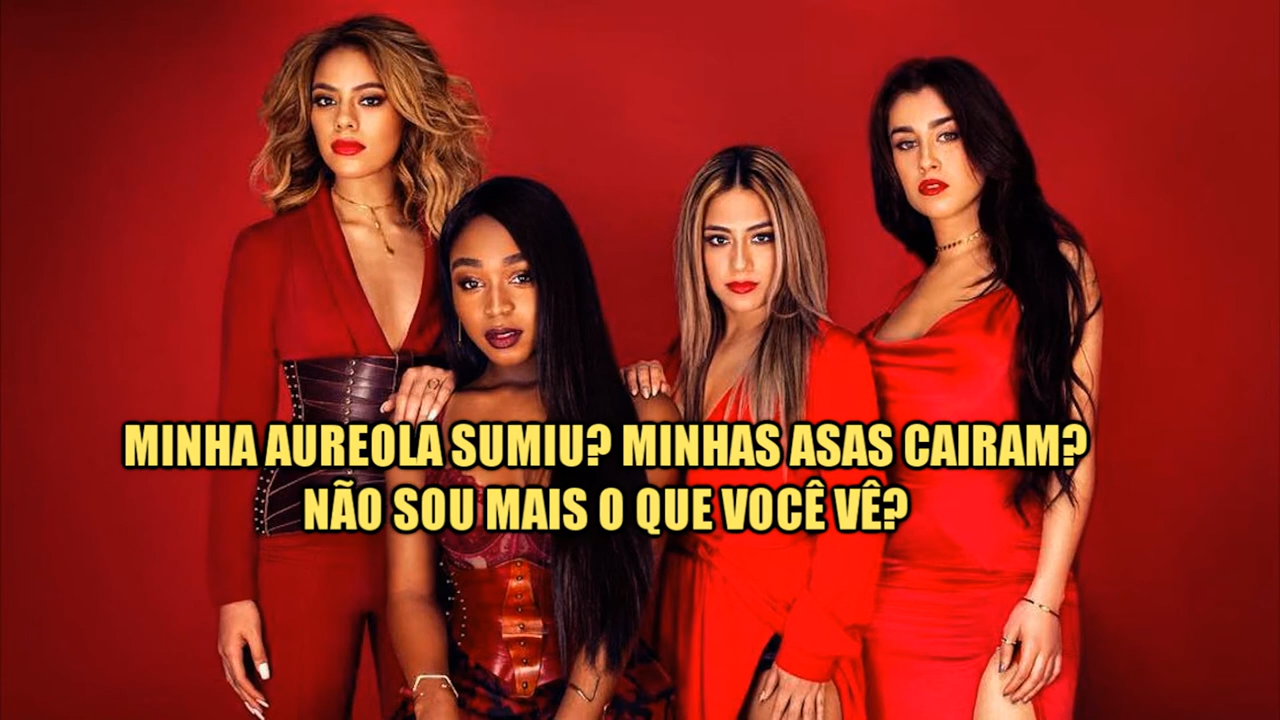 MINHA AUREOLA SUMIU? MINHAS ASAS CAIRAM?
NÃO SOU MAIS O QUE VOCÊ VÊ?